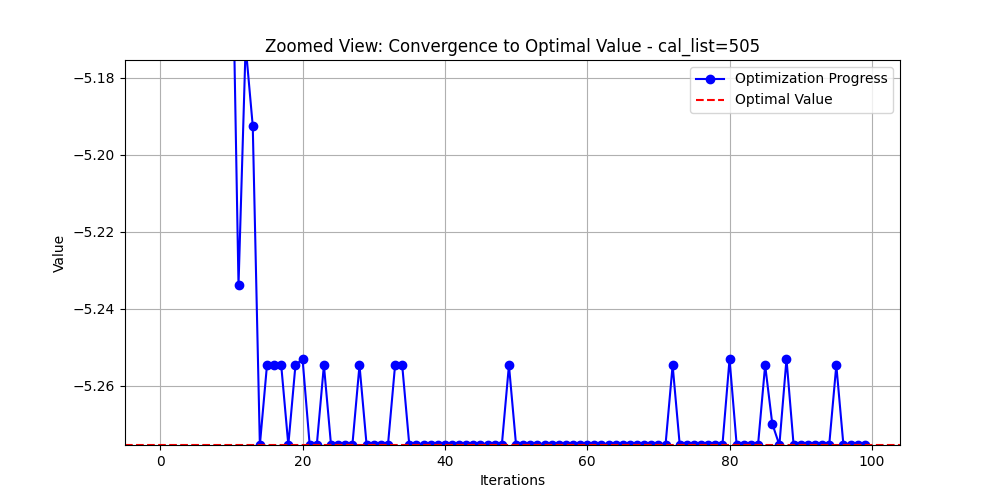 Zoomed View: Convergence to Optimal Value - cal_list=505
Optimization Progress
Optimal Value
−5.18
−5.20
−5.22
−5.24
−5.26
Value
0 20 40 60 80 100
Iterations